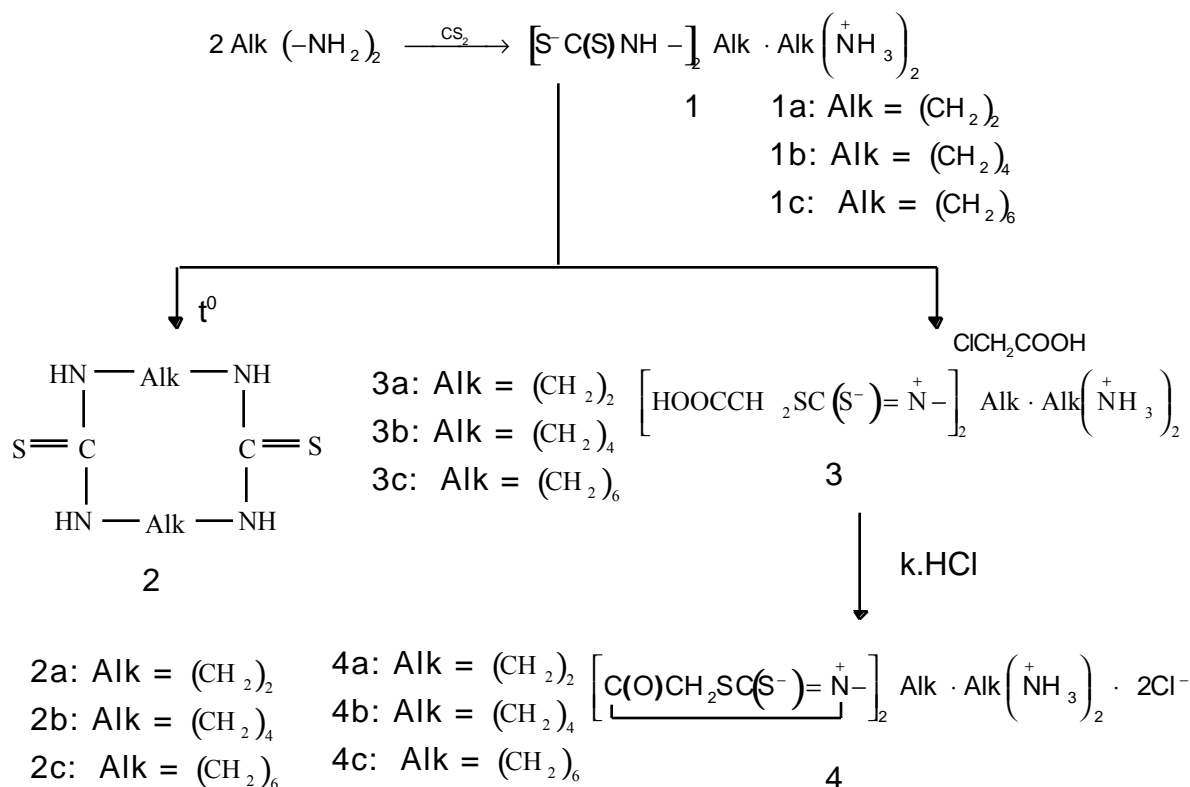 2 Alk (−NH₂)₂ —CS₂→ [S⁻C(S)NH −]₂ Alk · Alk(N⁺H₃)₂
1
1a: Alk = (CH₂)₂
1b: Alk = (CH₂)₄
1c: Alk = (CH₂)₆
t⁰
ClCH₂COOH
HN — Alk — NH
S = C C = S
HN — Alk — NH
2
3a: Alk = (CH₂)₂
3b: Alk = (CH₂)₄
3c: Alk = (CH₂)₆
[HOOCCH₂SC(S⁻)= N⁺−]₂ Alk · Alk(N⁺H₃)₂
3
k.HCl
2a: Alk = (CH₂)₂
2b: Alk = (CH₂)₄
2c: Alk = (CH₂)₆
4a: Alk = (CH₂)₂
4b: Alk = (CH₂)₄
4c: Alk = (CH₂)₆
[C(O)CH₂SC(S⁻)= N⁺−]₂ Alk · Alk(N⁺H₃)₂ · 2Cl⁻
4